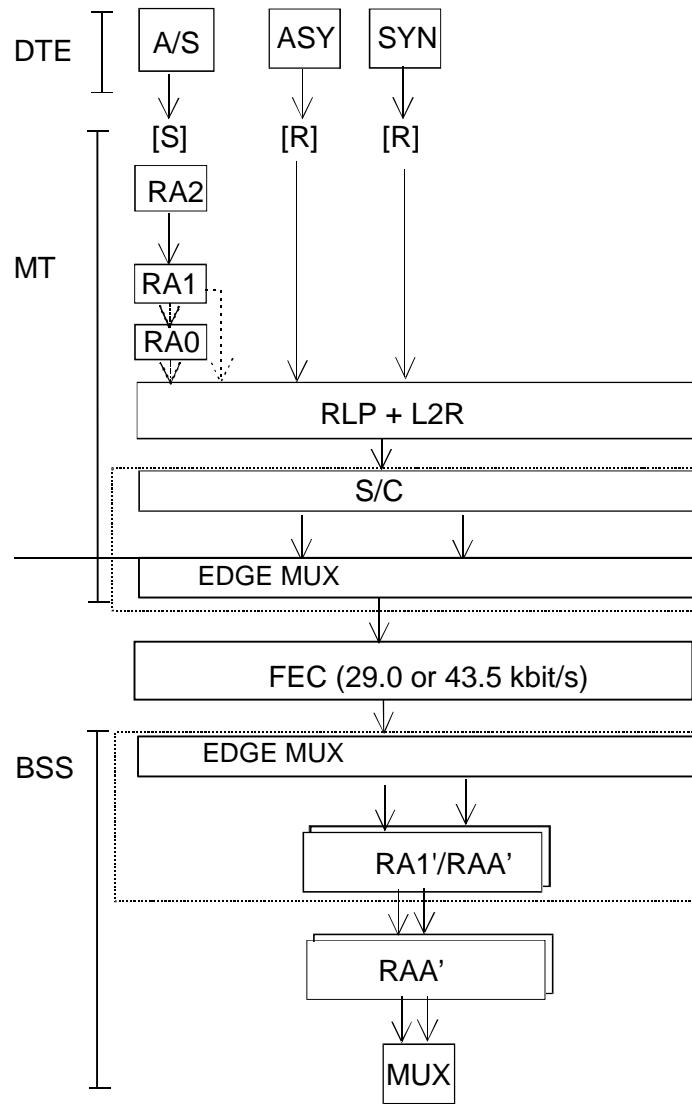 DTE
A/S
ASY
SYN
[S]
[R]
[R]
RA2
MT
RA1
RA0
RLP + L2R
S/C
EDGE MUX
FEC (29.0 or 43.5 kbit/s)
BSS
EDGE MUX
RA1'/RAA’
RAA’
MUX